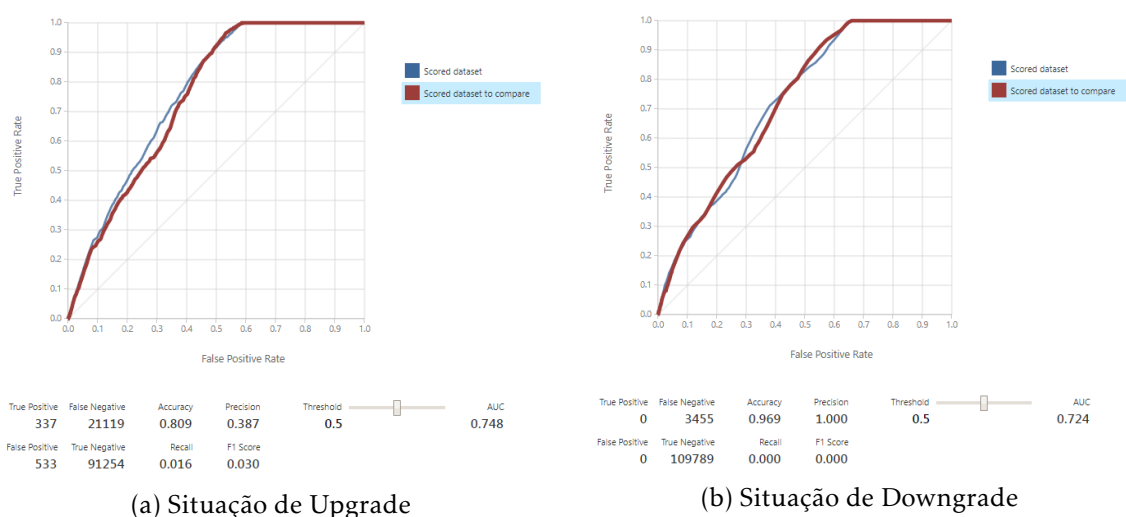 1.0
0.9
0.8
0.7
0.6
0.5
0.4
0.3
0.2
0.1
0.0
0.0 0.1 0.2 0.3 0.4 0.5 0.6 0.7 0.8 0.9 1.0
True Positive Rate
False Positive Rate
Scored dataset
Scored dataset to compare
True Positive False Negative Accuracy Precision Threshold AUC
337 21119 0.809 0.387 0.5 0.748
False Positive True Negative Recall F1 Score
533 91254 0.016 0.030
(a) Situação de Upgrade
1.0
0.9
0.8
0.7
0.6
0.5
0.4
0.3
0.2
0.1
0.0
0.0 0.1 0.2 0.3 0.4 0.5 0.6 0.7 0.8 0.9 1.0
True Positive Rate
False Positive Rate
Scored dataset
Scored dataset to compare
True Positive False Negative Accuracy Precision Threshold AUC
0 3455 0.969 1.000 0.5 0.724
False Positive True Negative Recall F1 Score
0 109789 0.000 0.000
(b) Situação de Downgrade